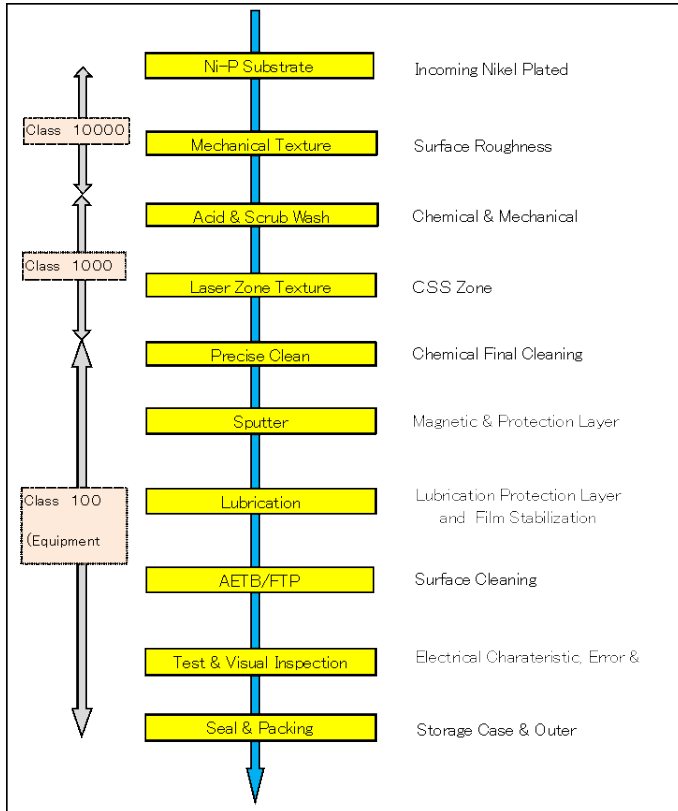 Ni-P Substrate
Incoming Nikel Plated
Class 10000
Mechanical Texture
Surface Roughness
Acid & Scrub Wash
Chemical & Mechanical
Class 1000
Laser Zone Texture
CSS Zone
Precise Clean
Chemical Final Cleaning
Sputter
Magnetic & Protection Layer
Class 100
(Equipment
Lubrication
Lubrication Protection Layer
and Film Stabilization
AETB/FTP
Surface Cleaning
Test & Visual Inspection
Electrical Charateristic, Error &
Seal & Packing
Storage Case & Outer